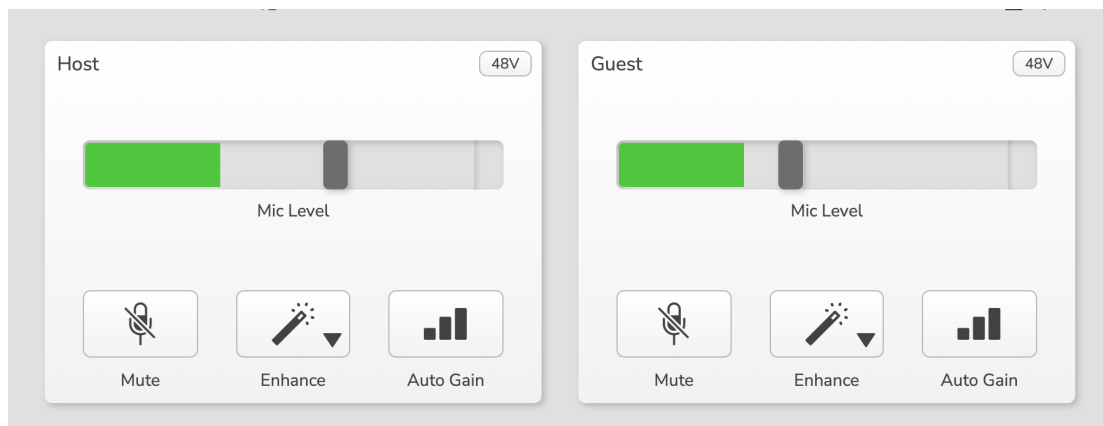 Host
48V
Mic Level
Mute
Enhance
Auto Gain
Guest
48V
Mic Level
Mute
Enhance
Auto Gain